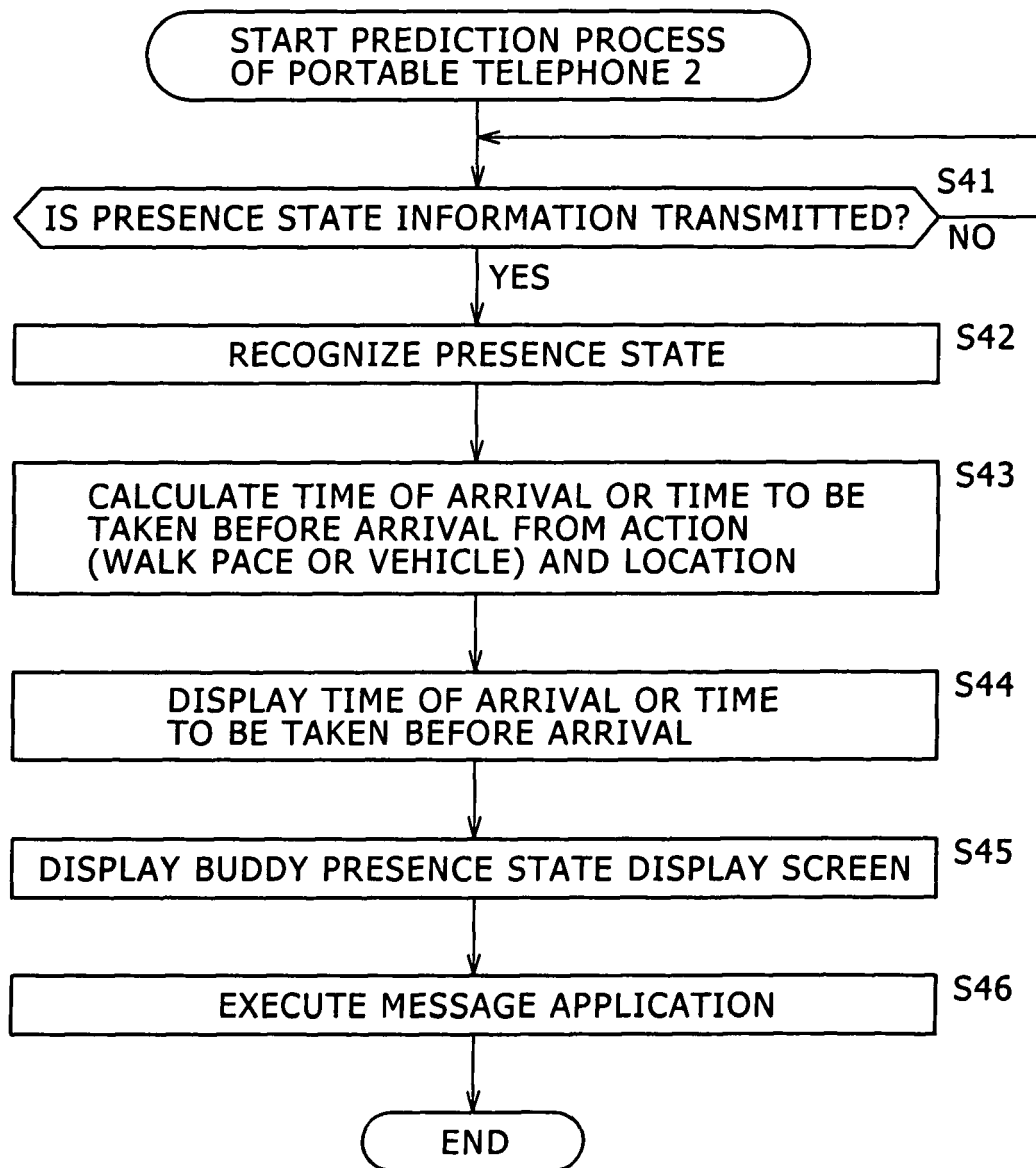 START PREDICTION PROCESS
OF PORTABLE TELEPHONE 2
S41
IS PRESENCE STATE INFORMATION TRANSMITTED?
NO
YES
S42
RECOGNIZE PRESENCE STATE
S43
CALCULATE TIME OF ARRIVAL OR TIME TO BE
TAKEN BEFORE ARRIVAL FROM ACTION
(WALK PACE OR VEHICLE) AND LOCATION
S44
DISPLAY TIME OF ARRIVAL OR TIME
TO BE TAKEN BEFORE ARRIVAL
S45
DISPLAY BUDDY PRESENCE STATE DISPLAY SCREEN
S46
EXECUTE MESSAGE APPLICATION
END